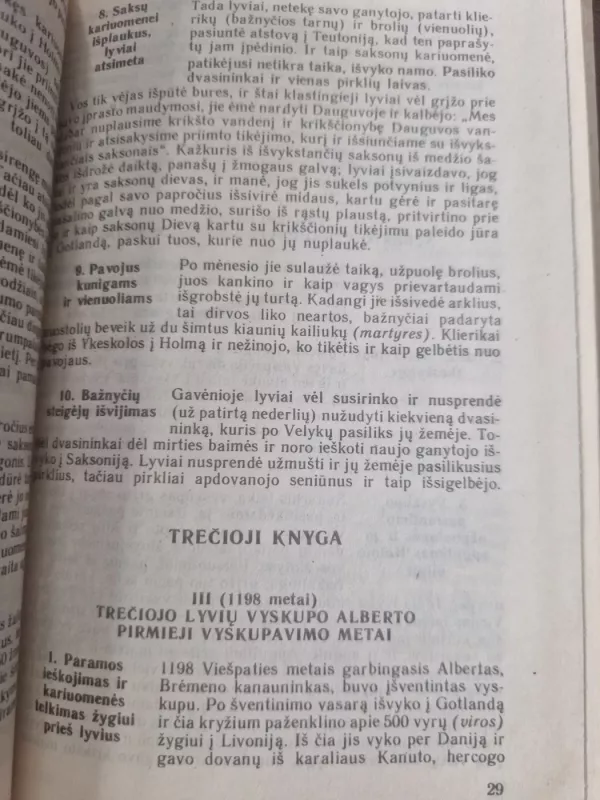 8. Saksų
kariuomenei
išplaukus,
lyviai
atsimeta
Tada lyviai, netekę savo ganytojo, patarti klie-
rikų (bažnyčios tarnų) ir brolių (vienuolių),
pasiuntė atstovą į Teutoniją, kad ten paprašy-
tų jam įpėdinio. Ir taip saksonų kariuomenė,
patikėjusi netikra taika, išvyko namo. Pasiliko
dvasininkai ir vienas pirklių laivas.
Vos tik vėjas išpūtė bures, ir štai klastingieji lyviai vėl grįžo prie
savo įprasto maudymosi, jie ėmė nardyti Dauguvoje ir kalbėjo: „Mes
dabar nuplausime krikšto vandenį ir krikščionybę Dauguvos van-
ir atsisakysime priimto tikėjimo, kurį ir išsiunčiame su išvyks-
saksonais“. Kažkuris iš išvykstančių saksonų iš medžio ša-
išdrožė daiktą, panašų į žmogaus galvą; lyviai įsivaizdavo, jog
ir yra saksonų dievas, ir manė, jog jis sukels potvynius ir ligas,
pagal savo papročius išsivirė midaus, kartu gėrė ir pasitarę
galvą nuo medžio, surišo iš rąstų plaustą, pritvirtino prie
ir kaip saksonų Dievą kartu su krikščionių tikėjimu paleido jūra
Gotlandą, paskui tuos, kurie nuo jų nuplaukė.
9. Pavojus
kunigams
ir vienuoliams
Po mėnesio jie sulaužė taiką, užpuolę brolius,
juos kankino ir kaip vagys prievartaudami
išgrobstė jų turtą. Kadangi jie išsivedė arklius,
tai dirvos liko neartos, bažnyčiai padaryta
nuostolių beveik už du šimtus kiaunių kailiukų (martyres). Klierikai
iš Ykeskolos į Holmą ir nežinojo, ko tikėtis ir kaip gelbėtis nuo
pavojaus.
10. Bažnyčių
steigėjų išvijimas
Gavėnioje lyviai vėl susirinko ir nusprendė
(už patirtą nederlių) nužudyti kiekvieną dvasi-
ninką, kuris po Velykų pasiliks jų žemėje. To-
dėl dvasininkai dėl mirties baimės ir noro ieškoti naujo ganytojo iš-
vyko į Saksoniją. Lyviai nusprendė užmušti ir jų žemėje pasilikusius
pirklius, tačiau pirkliai apdovanojo seniūnus ir taip išsigelbėjo.
TREČIOJI KNYGA
III (1198 metai)
TREČIOJO LYVIŲ VYSKUPO ALBERTO
PIRMIEJI VYSKUPAVIMO METAI
1. Paramos
ieškojimas ir
kariuomenės
telkimas žygiui
prieš lyvius
1198 Viešpaties metais garbingasis Albertas,
Brėmeno kanauninkas, buvo įšventintas vys-
kupu. Po šventinimo vasarą išvyko į Gotlandą
ir čia kryžium paženklino apie 500 vyrų (viros)
žygiui į Livoniją. Iš čia jis vyko per Daniją ir
gavo dovanų iš karaliaus Kanuto, hercogo
29